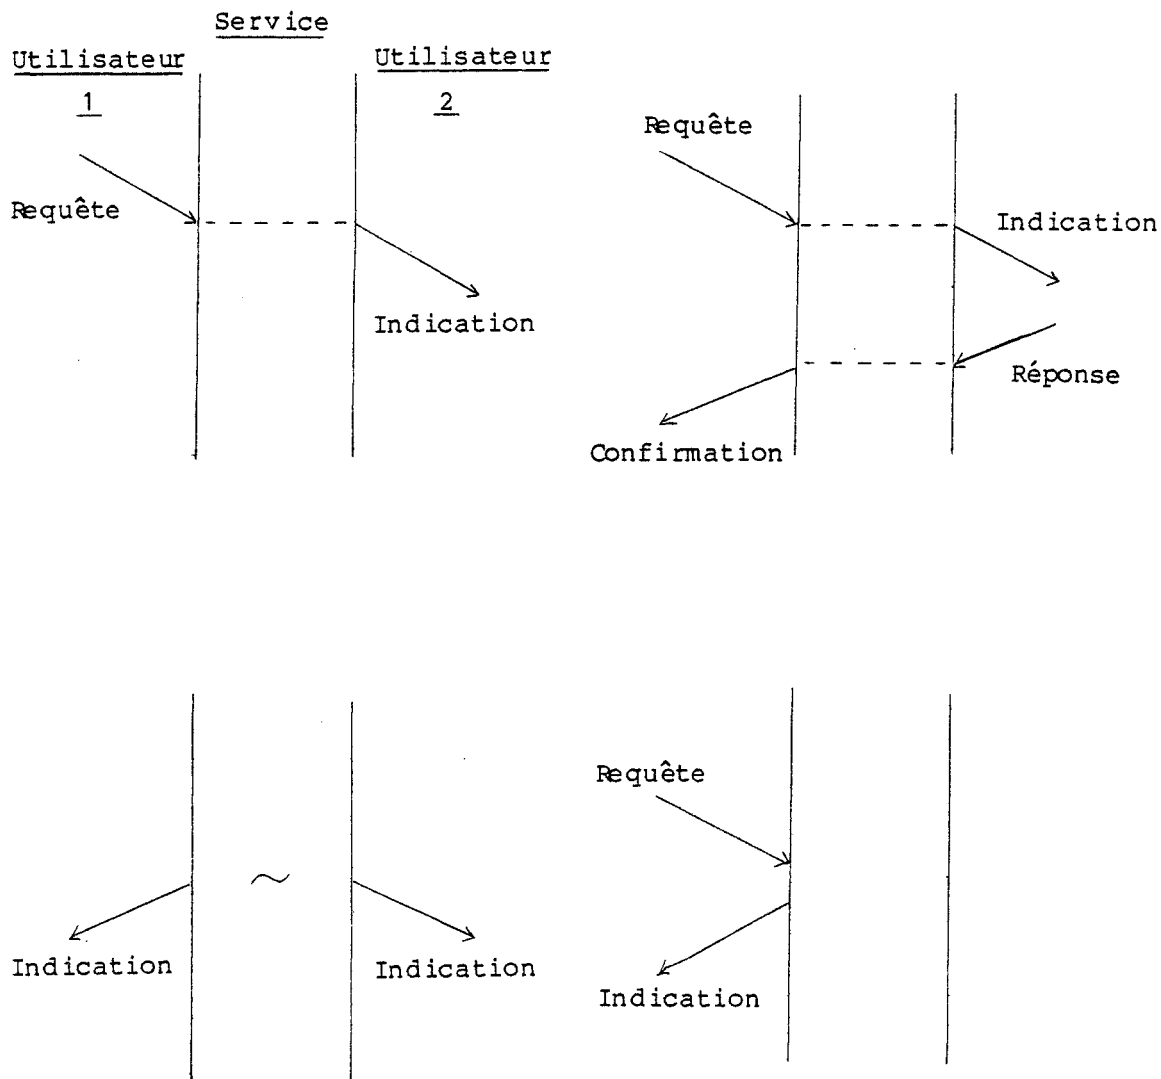 Service
Utilisateur
Utilisateur
1
2
Requête
Indication
Requête
Indication
Réponse
Confirmation
Indication
Indication
Requête
Indication